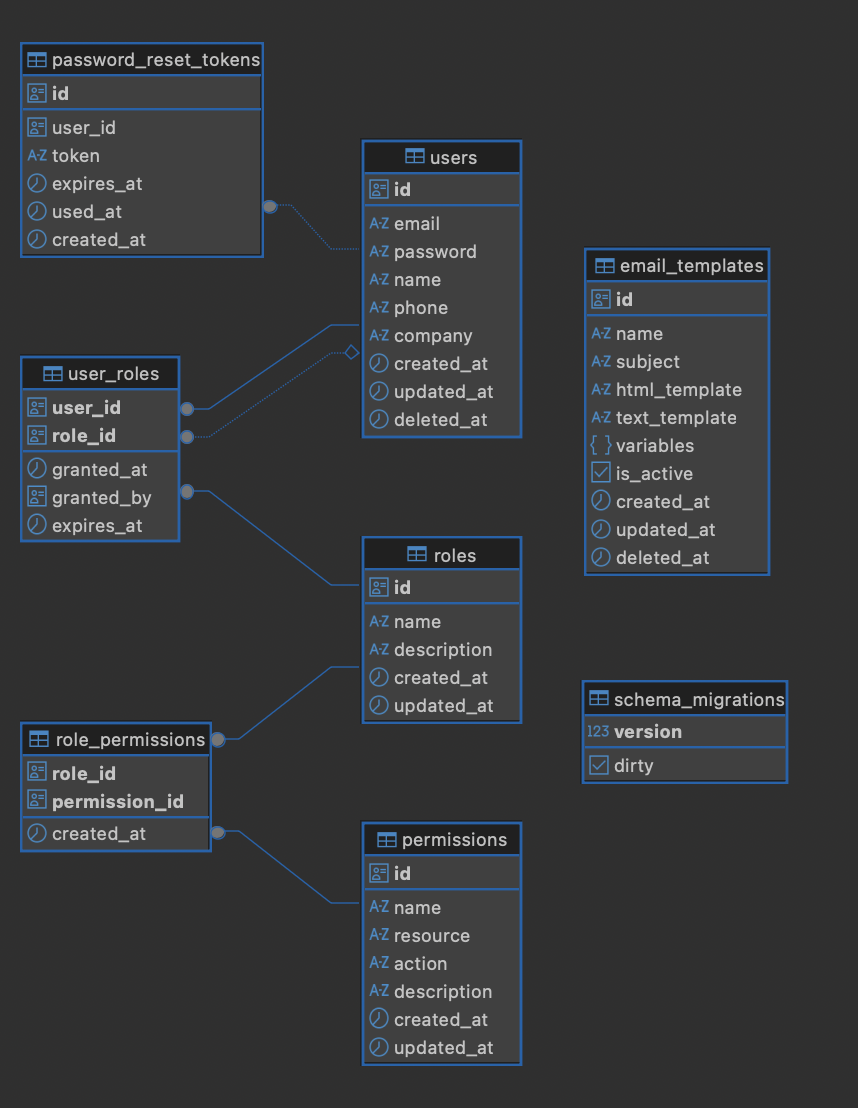 password_reset_tokens
id
user_id
A-Z token
expires_at
used_at
created_at
users
id
A-Z email
A-Z password
A-Z name
A-Z phone
A-Z company
created_at
updated_at
deleted_at
email_templates
id
A-Z name
A-Z subject
A-Z html_template
A-Z text_template
{ } variables
is_active
created_at
updated_at
deleted_at
user_roles
user_id
role_id
granted_at
granted_by
expires_at
roles
id
A-Z name
A-Z description
created_at
updated_at
schema_migrations
123 version
dirty
role_permissions
role_id
permission_id
created_at
permissions
id
A-Z name
A-Z resource
A-Z action
A-Z description
created_at
updated_at